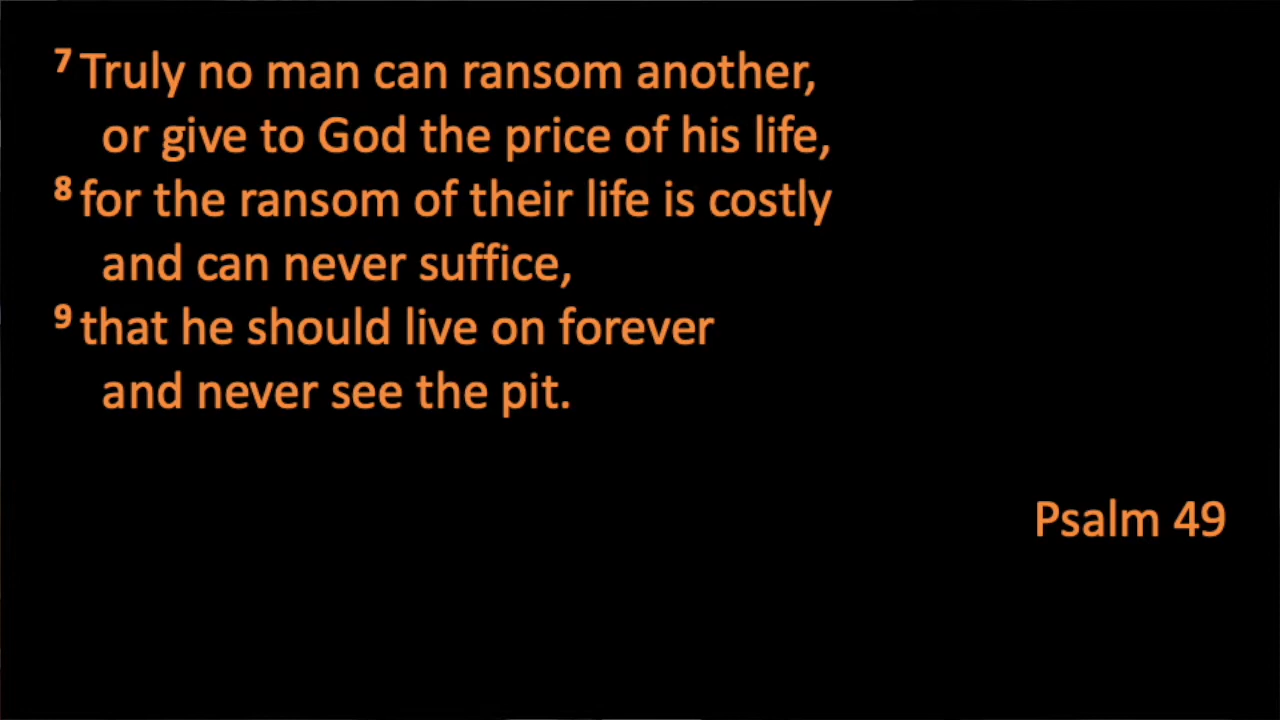 7 Truly no man can ransom another,
or give to God the price of his life,
8 for the ransom of their life is costly
and can never suffice,
9 that he should live on forever
and never see the pit.
Psalm 49